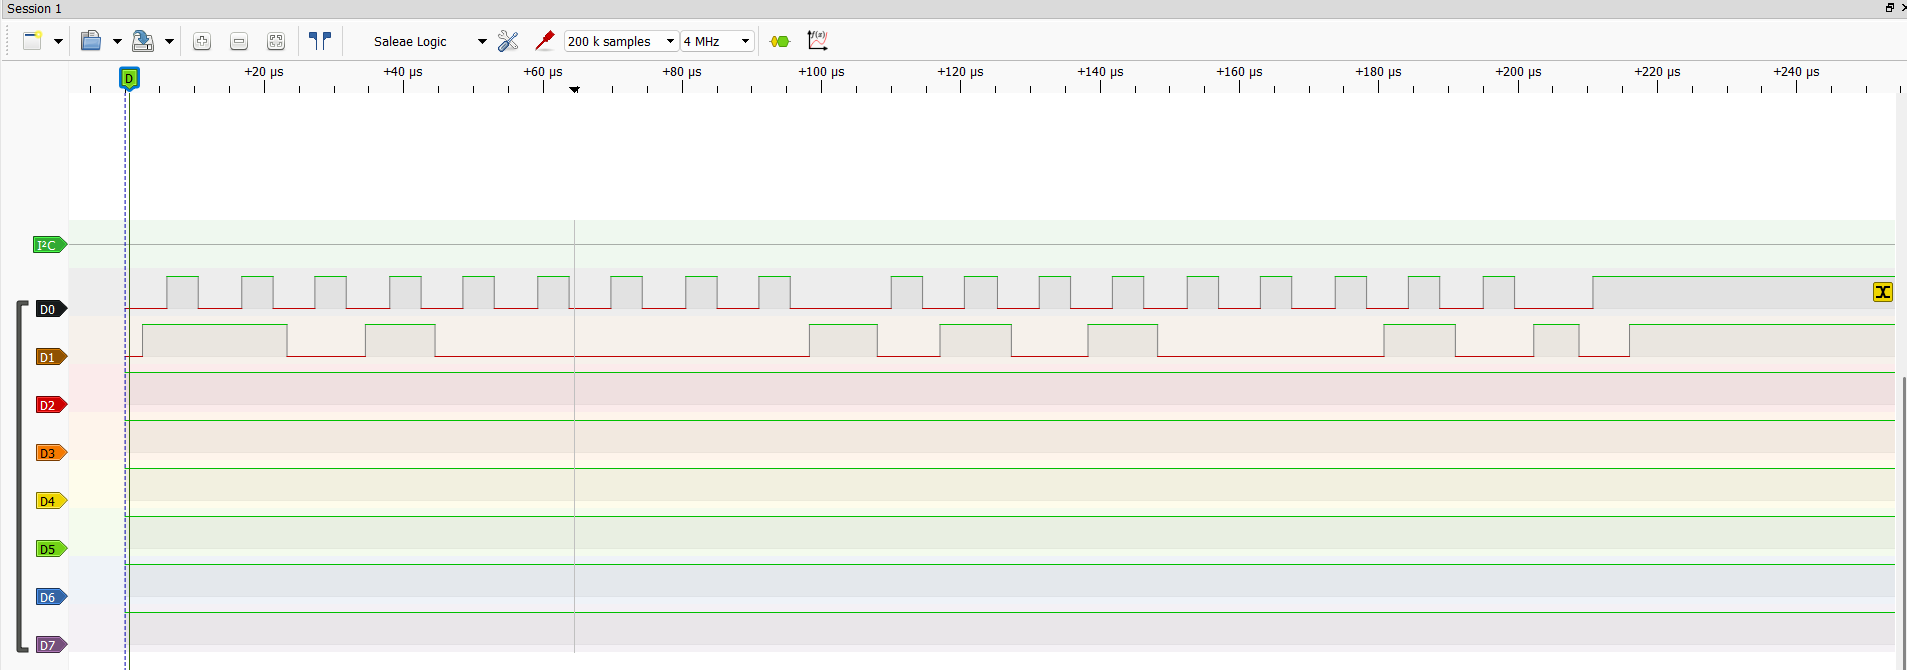 Session 1
Saleae Logic 200 k samples 4 MHz f(x)
D +20 µs +40 µs +60 µs +80 µs +100 µs +120 µs +140 µs +160 µs +180 µs +200 µs +220 µs +240 µs
I²C
D0
D1
D2
D3
D4
D5
D6
D7